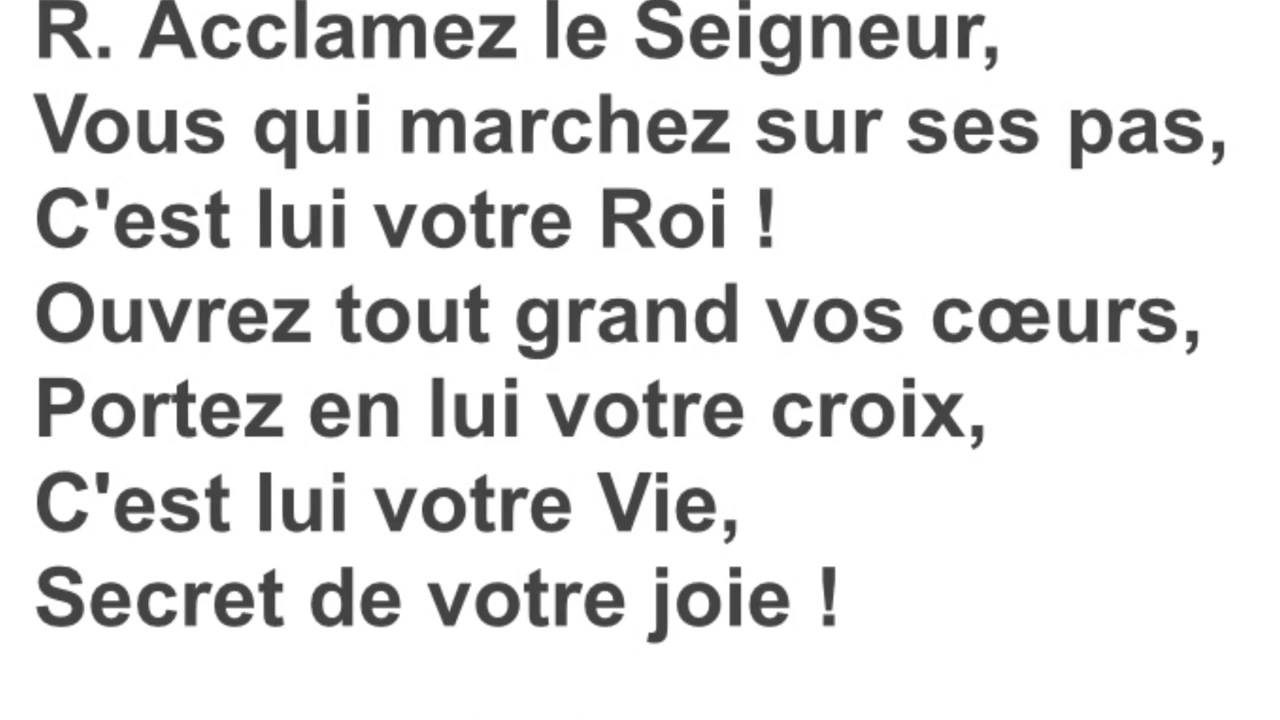 R. Acclamez le Seigneur,
Vous qui marchez sur ses pas,
C'est lui votre Roi !
Ouvrez tout grand vos cœurs,
Portez en lui votre croix,
C'est lui votre Vie,
Secret de votre joie !